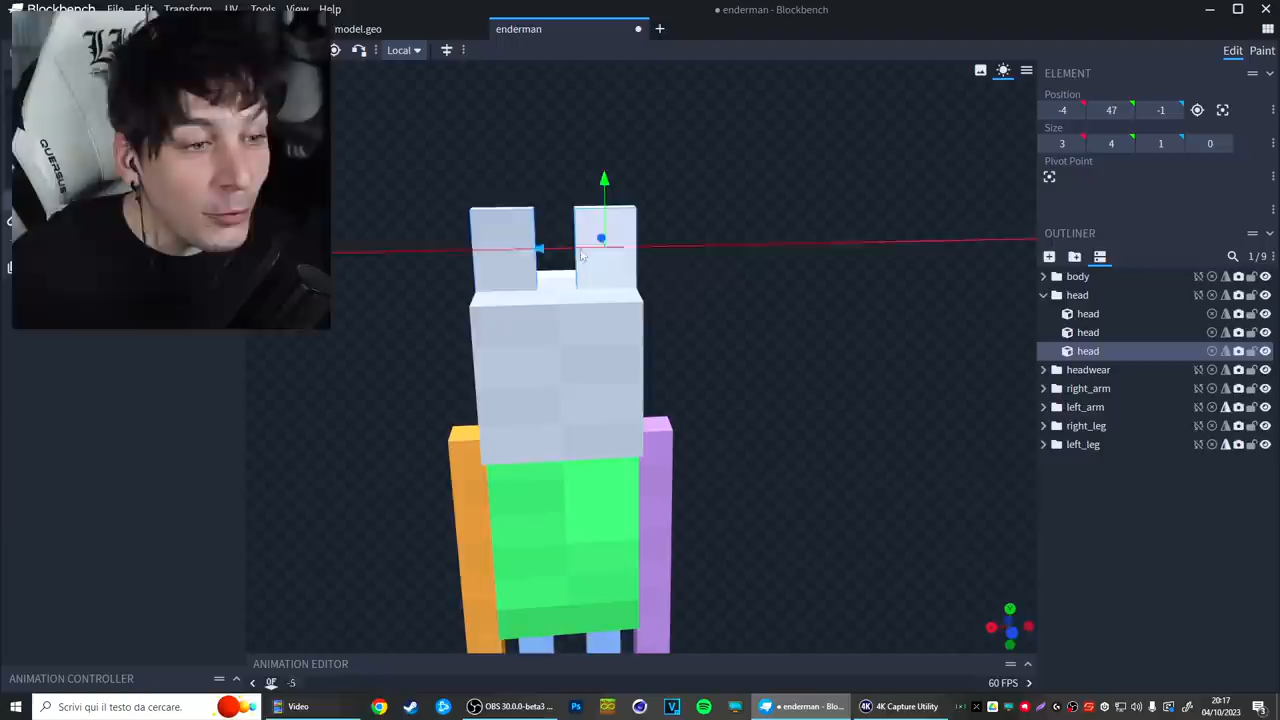 Blockbench
File
Edit
Transform
UV
Tools
View
enderman - Blockbench
model.geo
enderman
Local
Edit
Paint
ELEMENT
Position
-4
47
-1
Size
3
4
1
0
Pivot Point
OUTLINER
1/9
body
head
head
head
head
headwear
right_arm
left_arm
right_leg
left_leg
QUERSUS
ANIMATION EDITOR
-5
60 FPS
ANIMATION CONTROLLER
Scrivi qui il testo da cercare.
Video
OBS 30.0.0-beta3 ...
Ps
enderman - Blo...
4K Capture Utility
20:17
04/10/2023